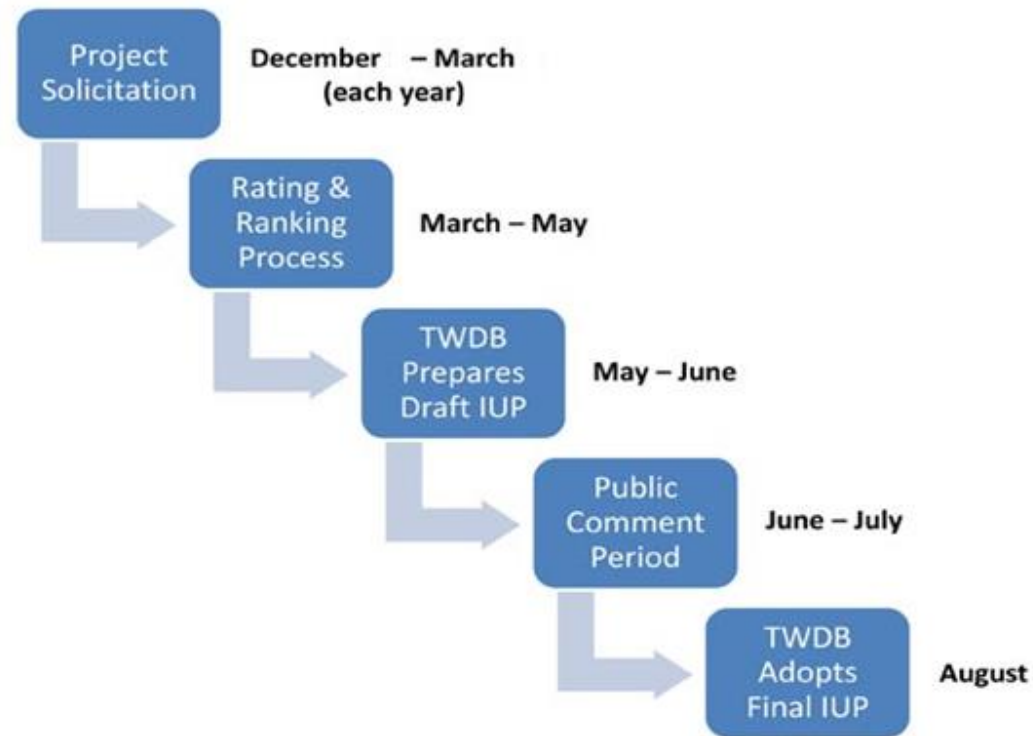 Project
Solicitation
December – March
(each year)
Rating &
Ranking
Process
March – May
TWDB
Prepares
Draft IUP
May – June
Public
Comment
Period
June – July
TWDB
Adopts
Final IUP
August